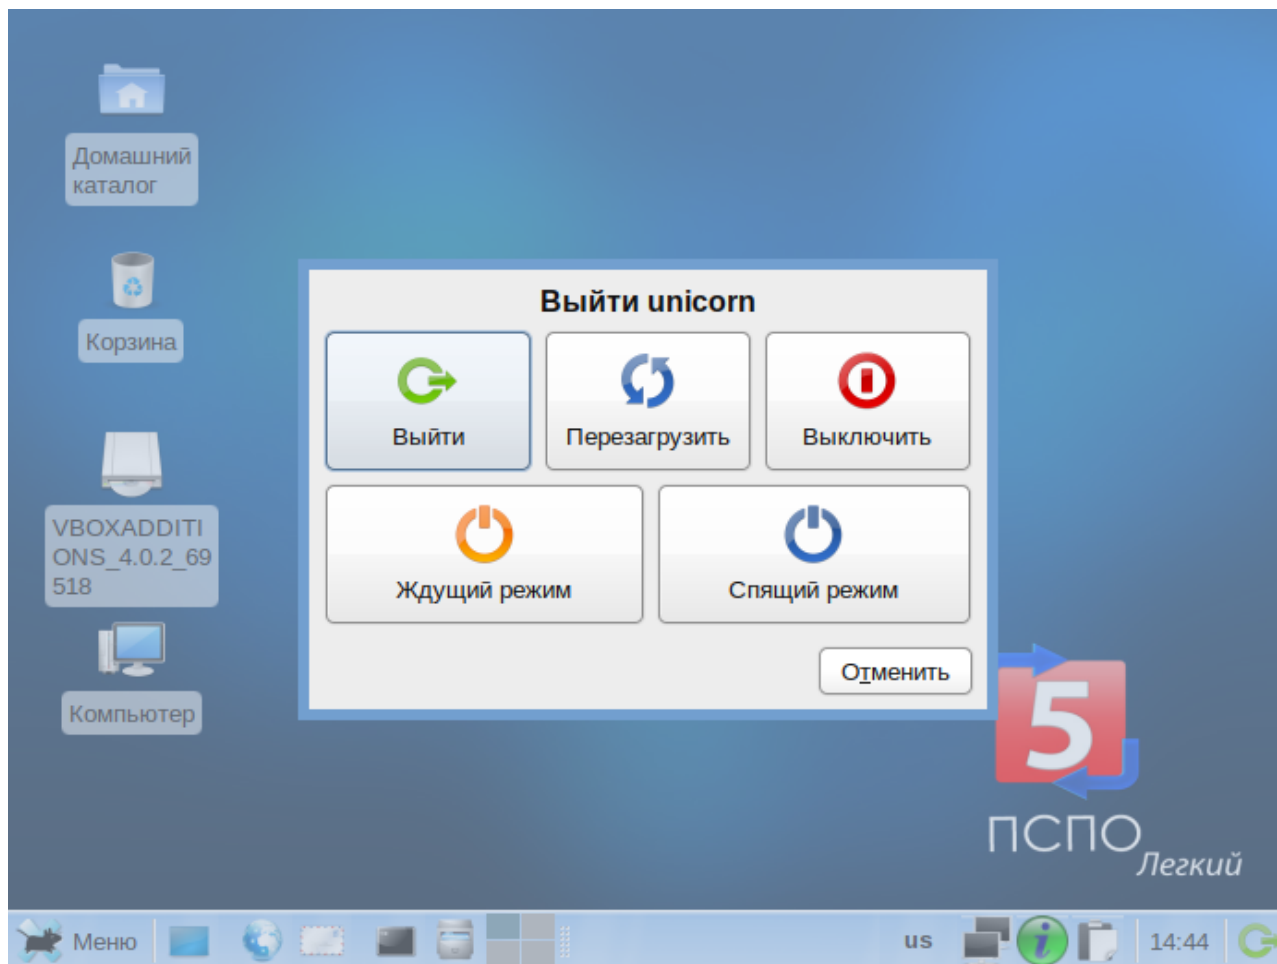 Домашний
каталог
Корзина
VBOXADDITI
ONS_4.0.2_69
518
Компьютер
Выйти unicorn
Выйти
Перезагрузить
Выключить
Ждущий режим
Спящий режим
Отменить
5
ПСПО
Легкий
Меню
us
i
14:44